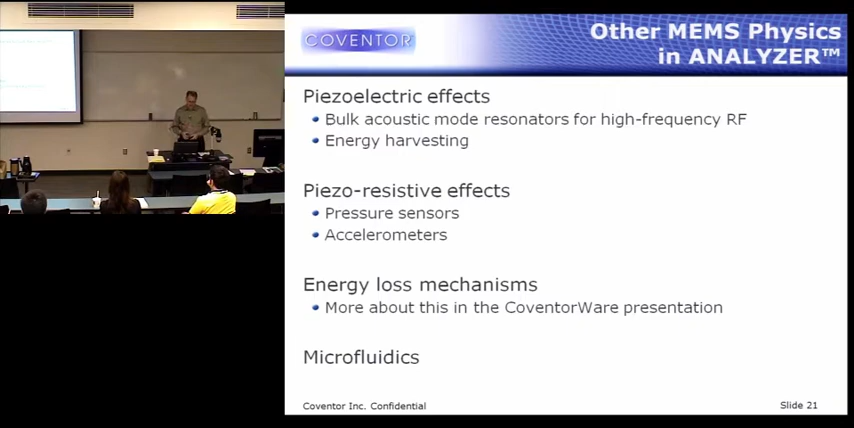 COVENTOR
Other MEMS Physics
in ANALYZER™
Piezoelectric effects
Bulk acoustic mode resonators for high-frequency RF
Energy harvesting
Piezo-resistive effects
Pressure sensors
Accelerometers
Energy loss mechanisms
More about this in the CoventorWare presentation
Microfluidics
Coventor Inc. Confidential
Slide 21